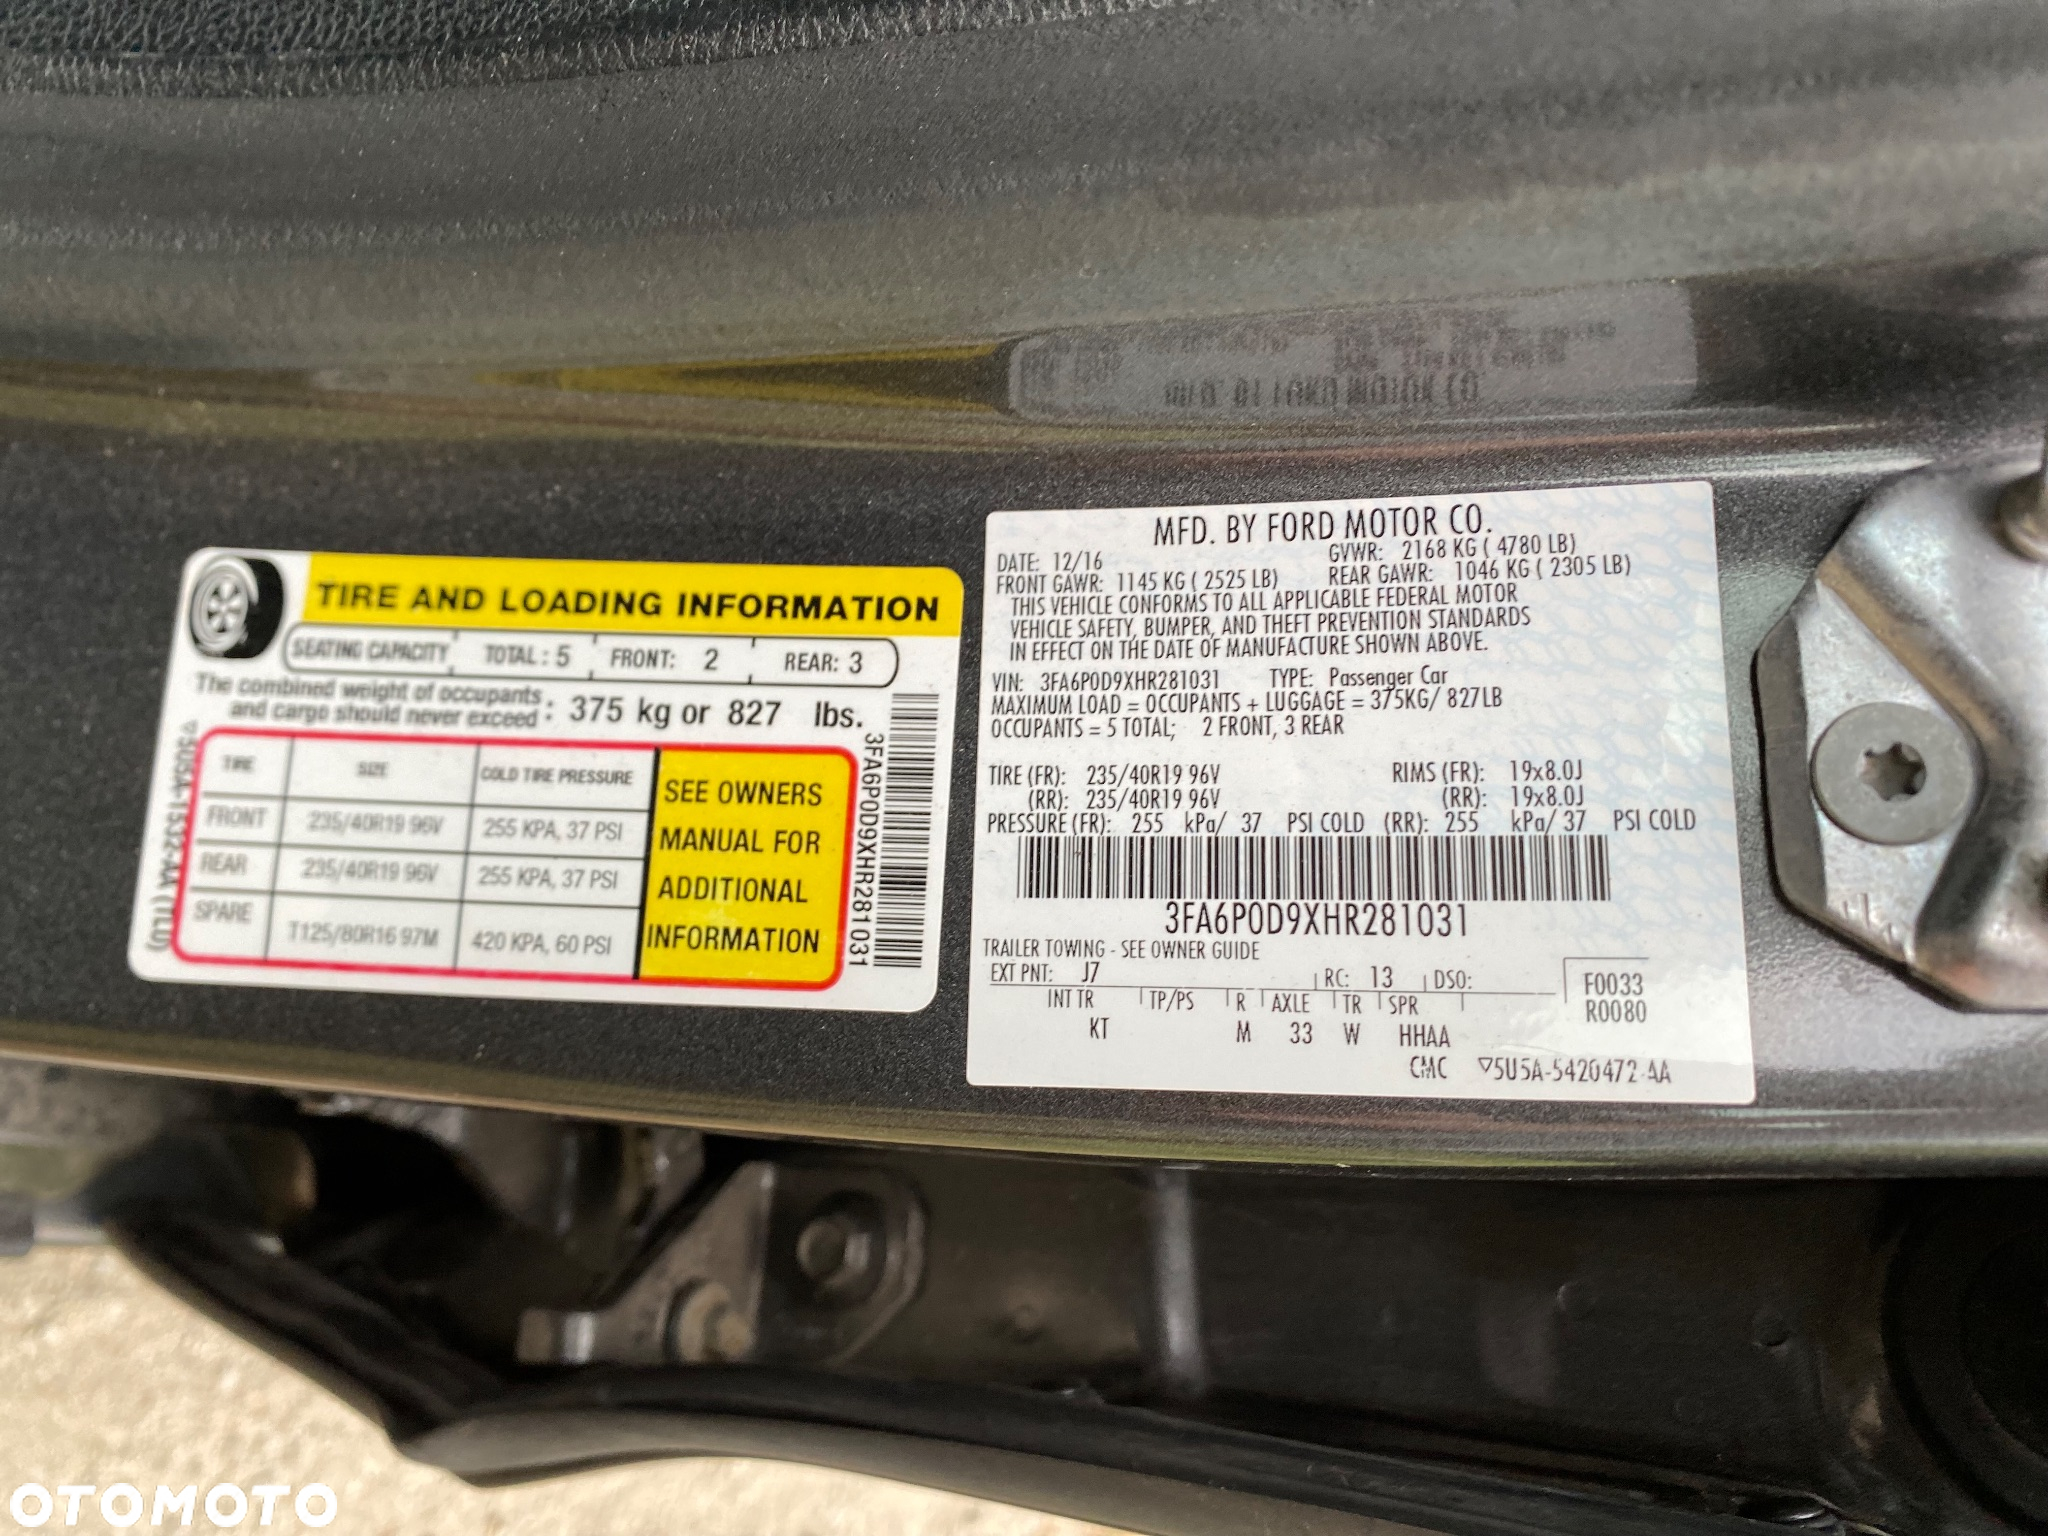 TIRE AND LOADING INFORMATION
SEATING CAPACITY TOTAL : 5 FRONT: 2 REAR: 3
The combined weight of occupants and cargo should never exceed : 375 kg or 827 lbs.
TIRE SIZE COLD TIRE PRESSURE
FRONT 235/40R19 96V 255 KPA, 37 PSI
REAR 235/40R19 96V 255 KPA, 37 PSI
SPARE T125/80R16 97M 420 KPA, 60 PSI
SEE OWNERS
MANUAL FOR
ADDITIONAL
INFORMATION
3FA6P0D9XHR281031
▽5U5A-1532-AA (TLD)
MFD. BY FORD MOTOR CO.
DATE: 12/16 GVWR: 2168 KG ( 4780 LB)
FRONT GAWR: 1145 KG ( 2525 LB) REAR GAWR: 1046 KG ( 2305 LB)
THIS VEHICLE CONFORMS TO ALL APPLICABLE FEDERAL MOTOR
VEHICLE SAFETY, BUMPER, AND THEFT PREVENTION STANDARDS
IN EFFECT ON THE DATE OF MANUFACTURE SHOWN ABOVE.
VIN: 3FA6P0D9XHR281031 TYPE: Passenger Car
MAXIMUM LOAD = OCCUPANTS + LUGGAGE = 375KG/ 827LB
OCCUPANTS = 5 TOTAL; 2 FRONT, 3 REAR
TIRE (FR): 235/40R19 96V RIMS (FR): 19x8.0J
(RR): 235/40R19 96V (RR): 19x8.0J
PRESSURE (FR): 255 kPa/ 37 PSI COLD (RR): 255 kPa/ 37 PSI COLD
3FA6P0D9XHR281031
TRAILER TOWING - SEE OWNER GUIDE
EXT PNT: J7 RC: 13 DSO: F0033
INT TR TP/PS R AXLE TR SPR R0080
KT M 33 W HHAA
CMC ▽5U5A-5420472-AA
OTOMOTO